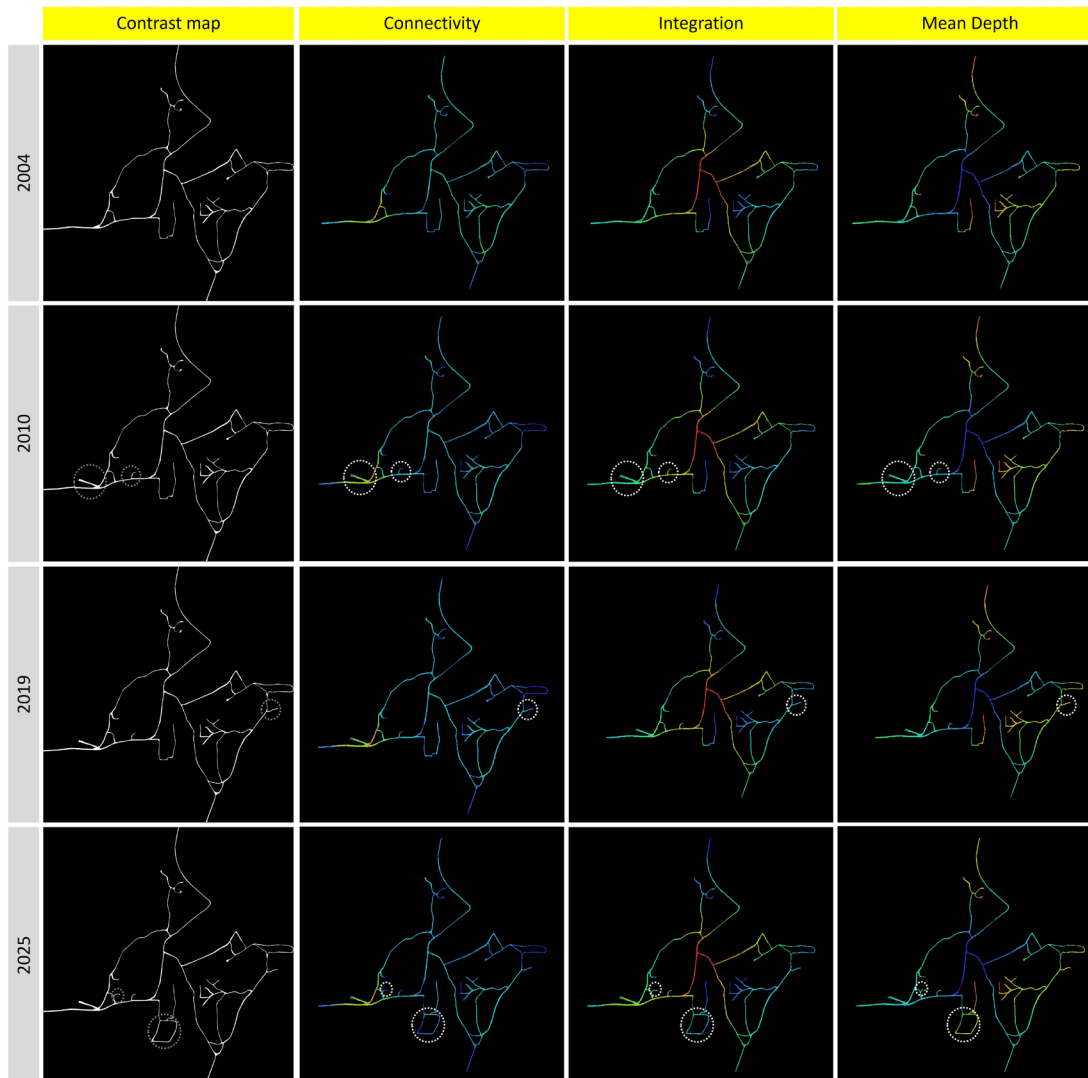 Contrast map
Connectivity
Integration
Mean Depth
2004
2010
2019
2025